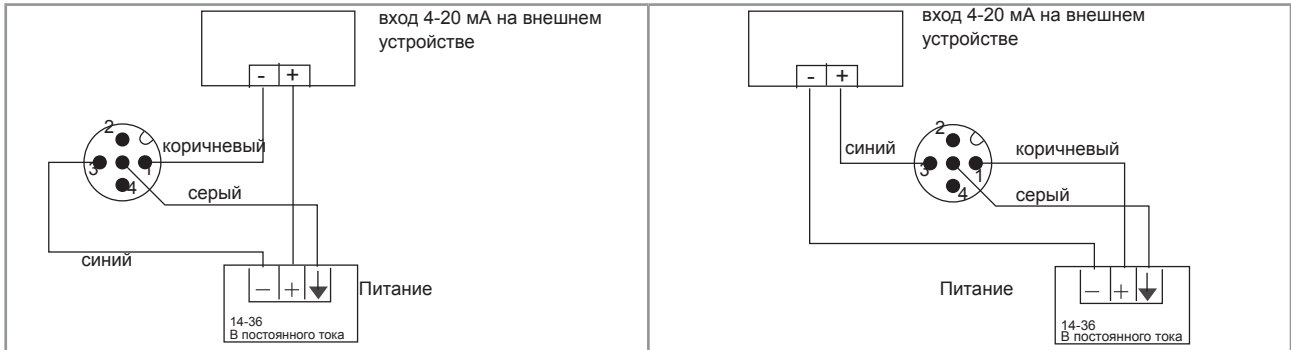 вход 4-20 мА на внешнем
устройстве
- +
2
коричневый
3 1
4
серый
синий
− +
Питание
14-36
В постоянного тока
вход 4-20 мА на внешнем
устройстве
- +
2
синий
коричневый
3 1
4
серый
− +
Питание
14-36
В постоянного тока